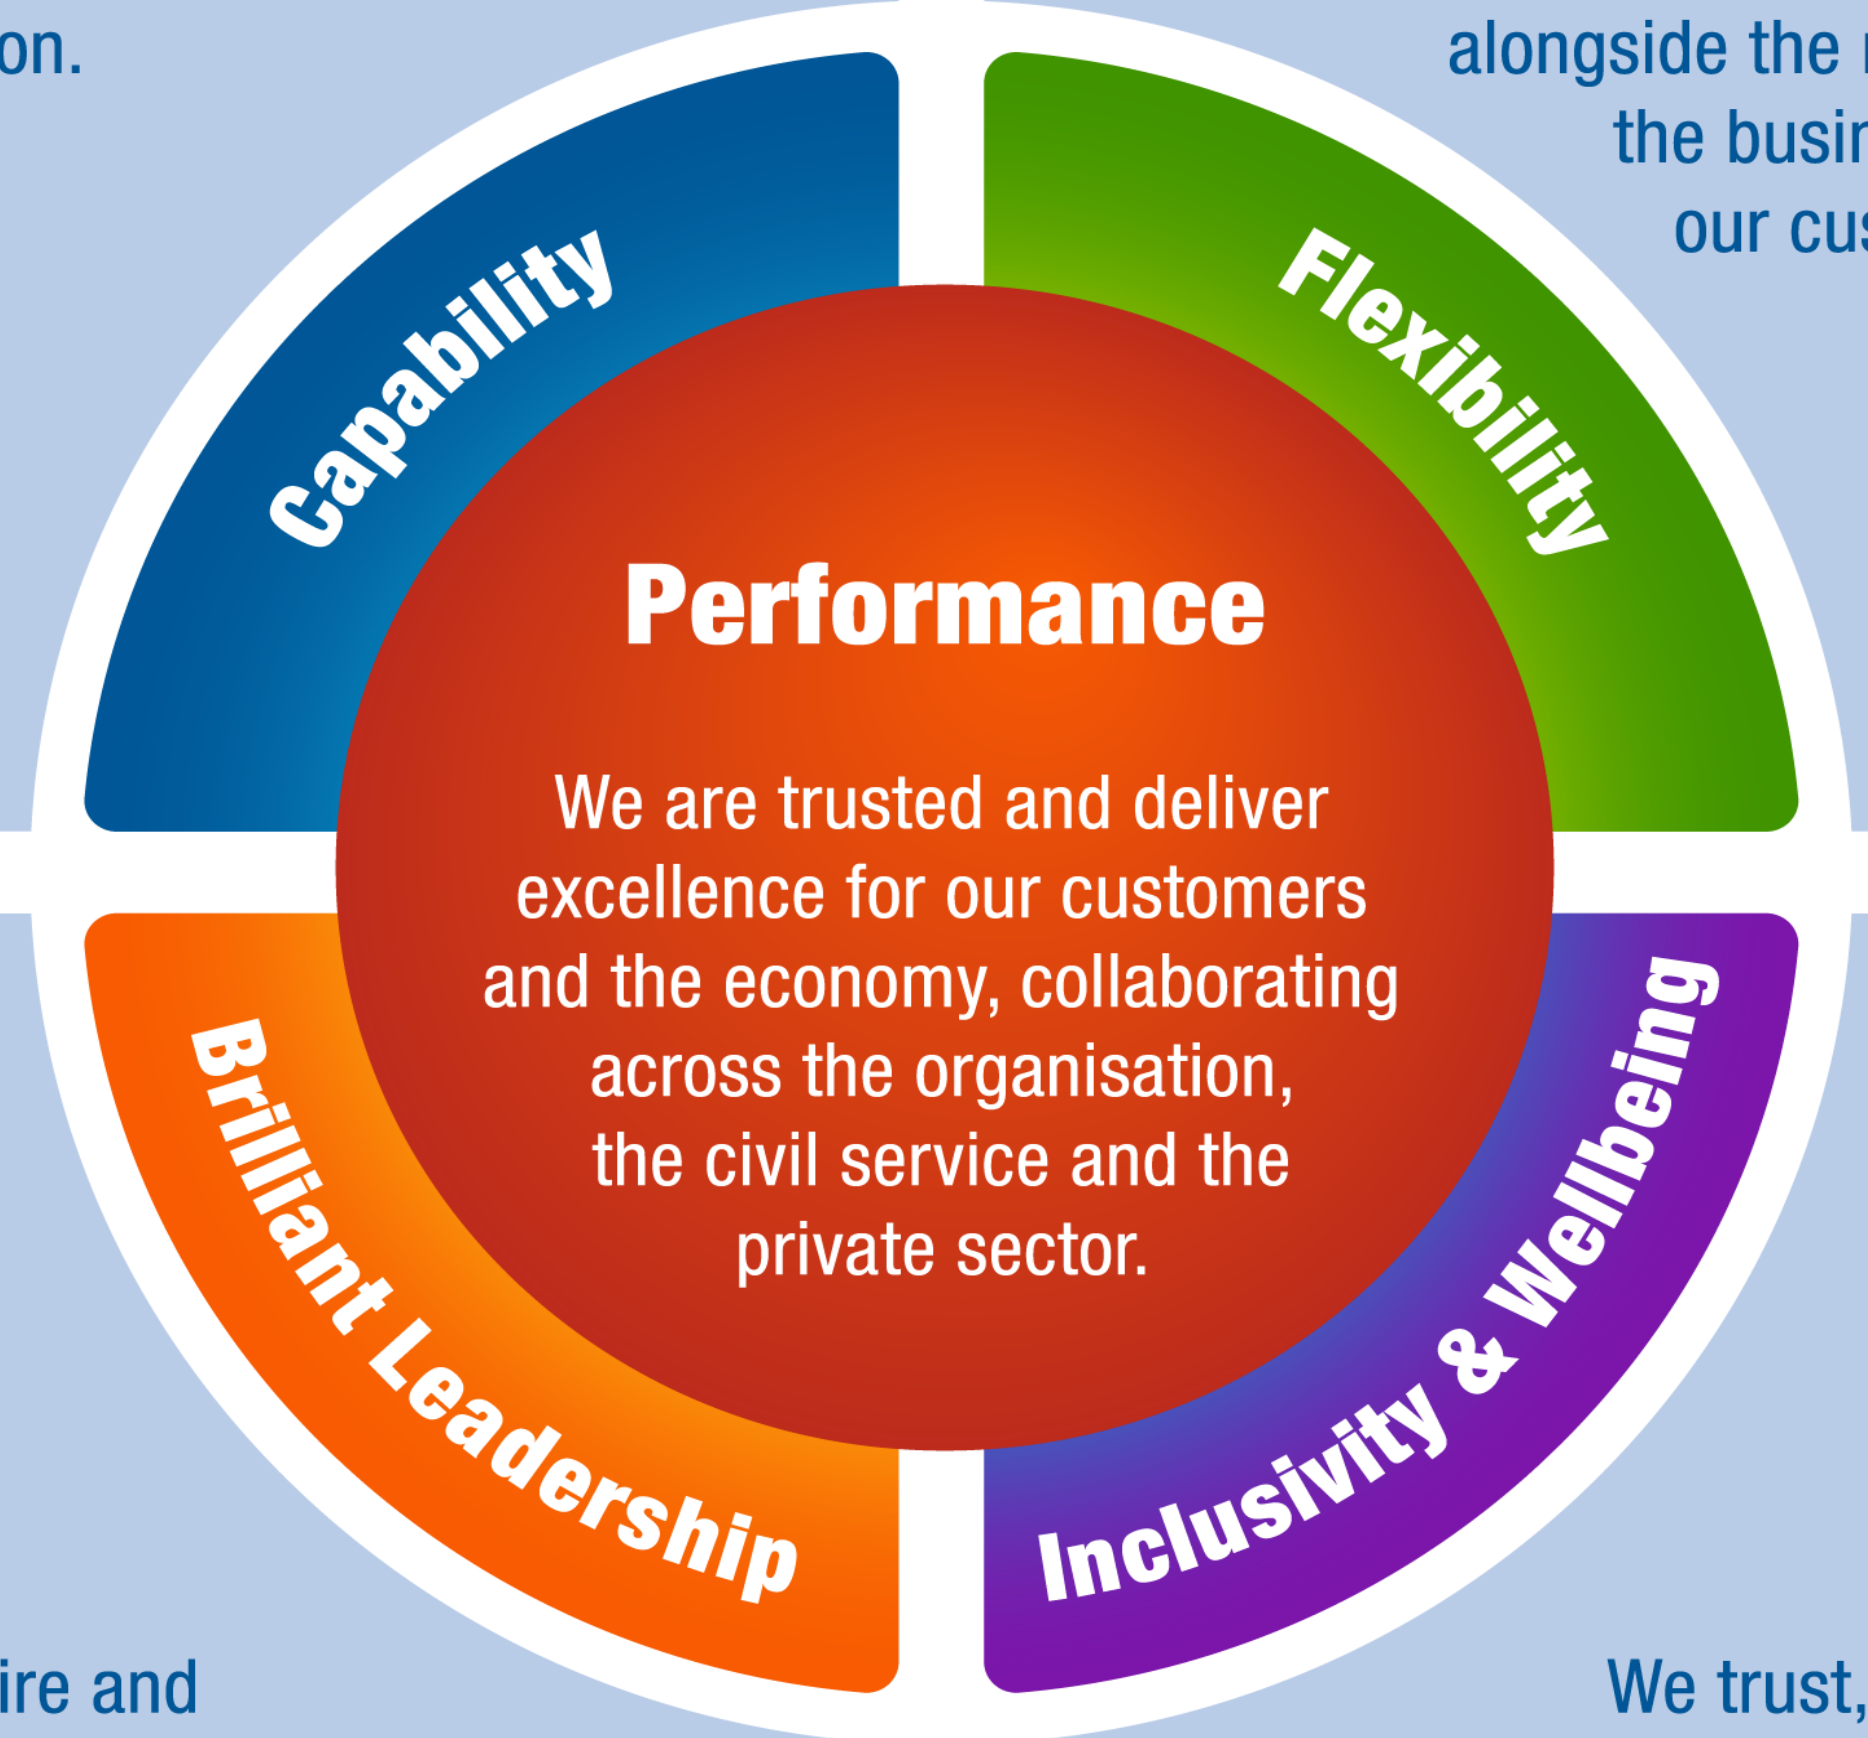 on.
alongside the
the
our
Capability
Flexibility
Performance
We are trusted and deliver
excellence for our customers
and the economy, collaborating
across the organisation,
the civil service and the
private sector.
Brilliant Leadership
Inclusivity & Wellbeing
ire and
We trust,